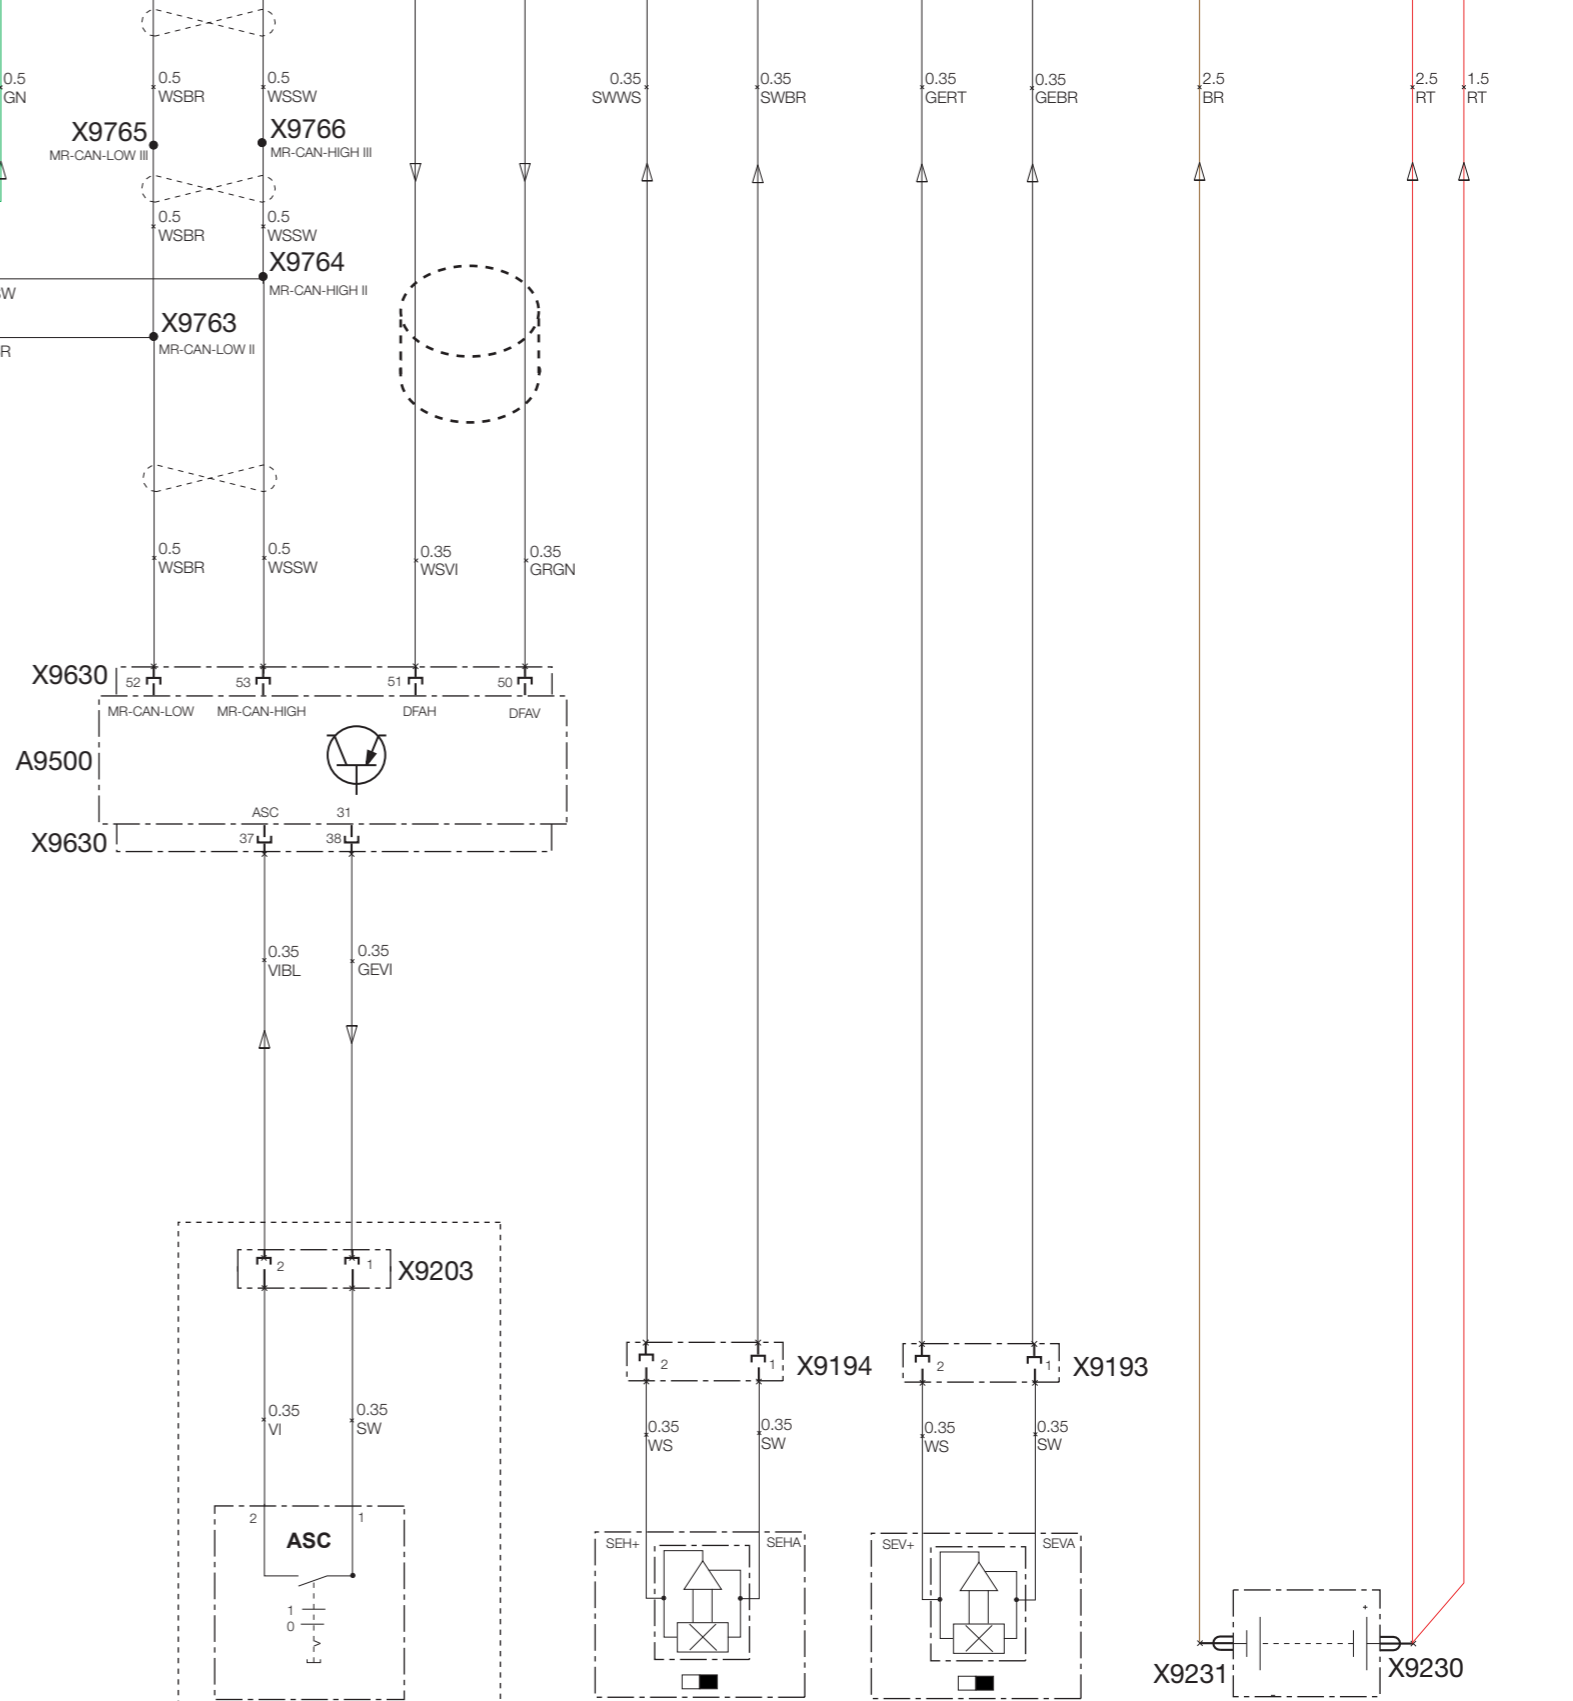 0.5
GN
0.5
WSBR
0.5
WSSW
0.35
SWWS
0.35
SWBR
0.35
GERT
0.35
GEBR
2.5
BR
2.5
RT
1.5
RT
X9765
MR-CAN-LOW III
X9766
MR-CAN-HIGH III
0.5
WSBR
0.5
WSSW
X9764
MR-CAN-HIGH II
W
X9763
MR-CAN-LOW II
R
0.5
WSBR
0.5
WSSW
0.35
WSVI
0.35
GRGN
X9630
52
53
51
50
MR-CAN-LOW
MR-CAN-HIGH
DFAH
DFAV
A9500
ASC
31
X9630
37
38
0.35
VIBL
0.35
GEVI
2
1
X9203
2
1
X9194
2
1
X9193
0.35
VI
0.35
SW
0.35
WS
0.35
SW
0.35
WS
0.35
SW
2
1
ASC
1
0
SEH+
SEHA
SEV+
SEVA
+
-
X9231
X9230